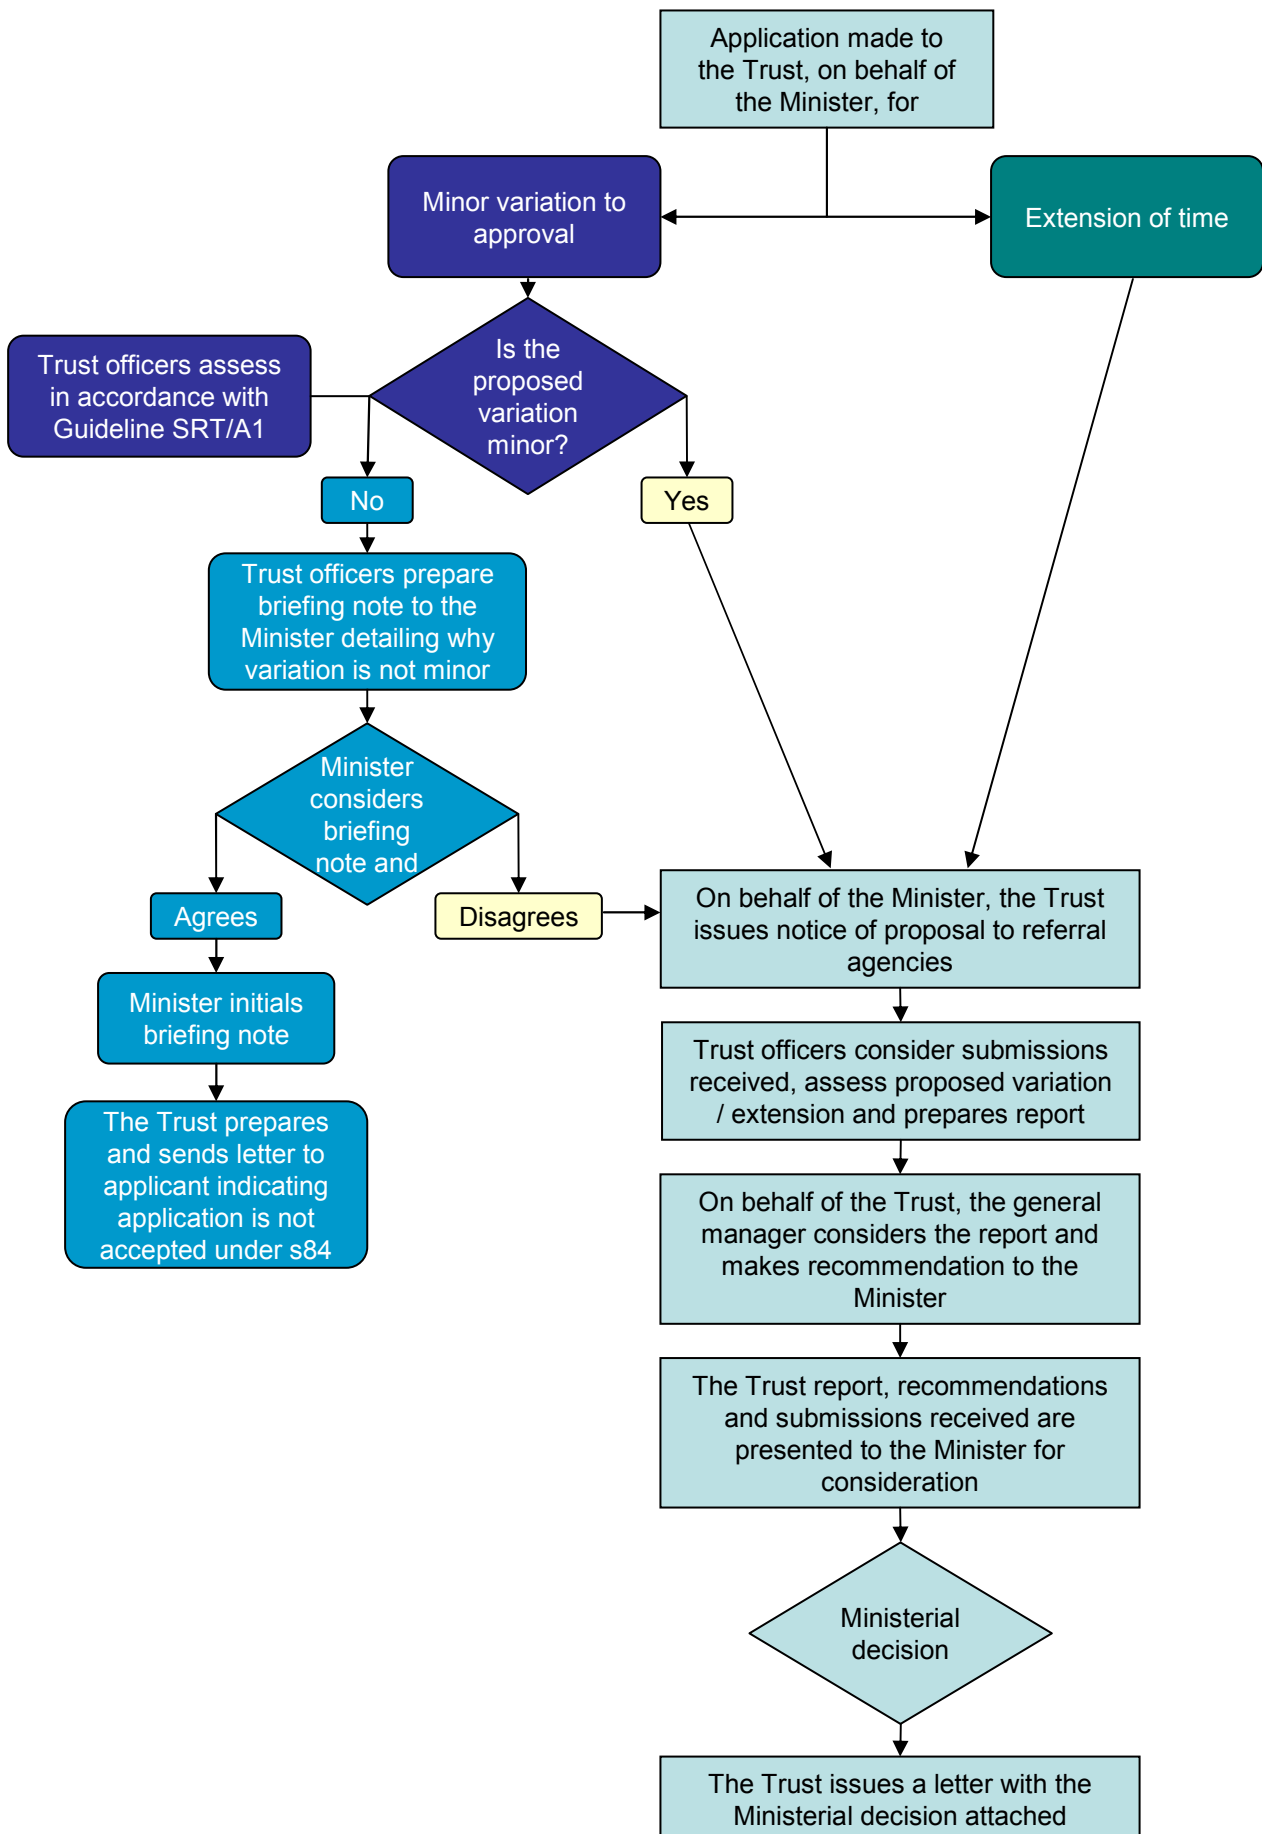 Application made to
the Trust, on behalf of
the Minister, for
Minor variation to
approval
Extension of time
Trust officers assess
in accordance with
Guideline SRT/A1
Is the
proposed
variation
minor?
No
Yes
Trust officers prepare
briefing note to the
Minister detailing why
variation is not minor
Minister
considers
briefing
note and
Agrees
Disagrees
Minister initials
briefing note
The Trust prepares
and sends letter to
applicant indicating
application is not
accepted under s84
On behalf of the Minister, the Trust
issues notice of proposal to referral
agencies
Trust officers consider submissions
received, assess proposed variation
/ extension and prepares report
On behalf of the Trust, the general
manager considers the report and
makes recommendation to the
Minister
The Trust report, recommendations
and submissions received are
presented to the Minister for
consideration
Ministerial
decision
The Trust issues a letter with the
Ministerial decision attached